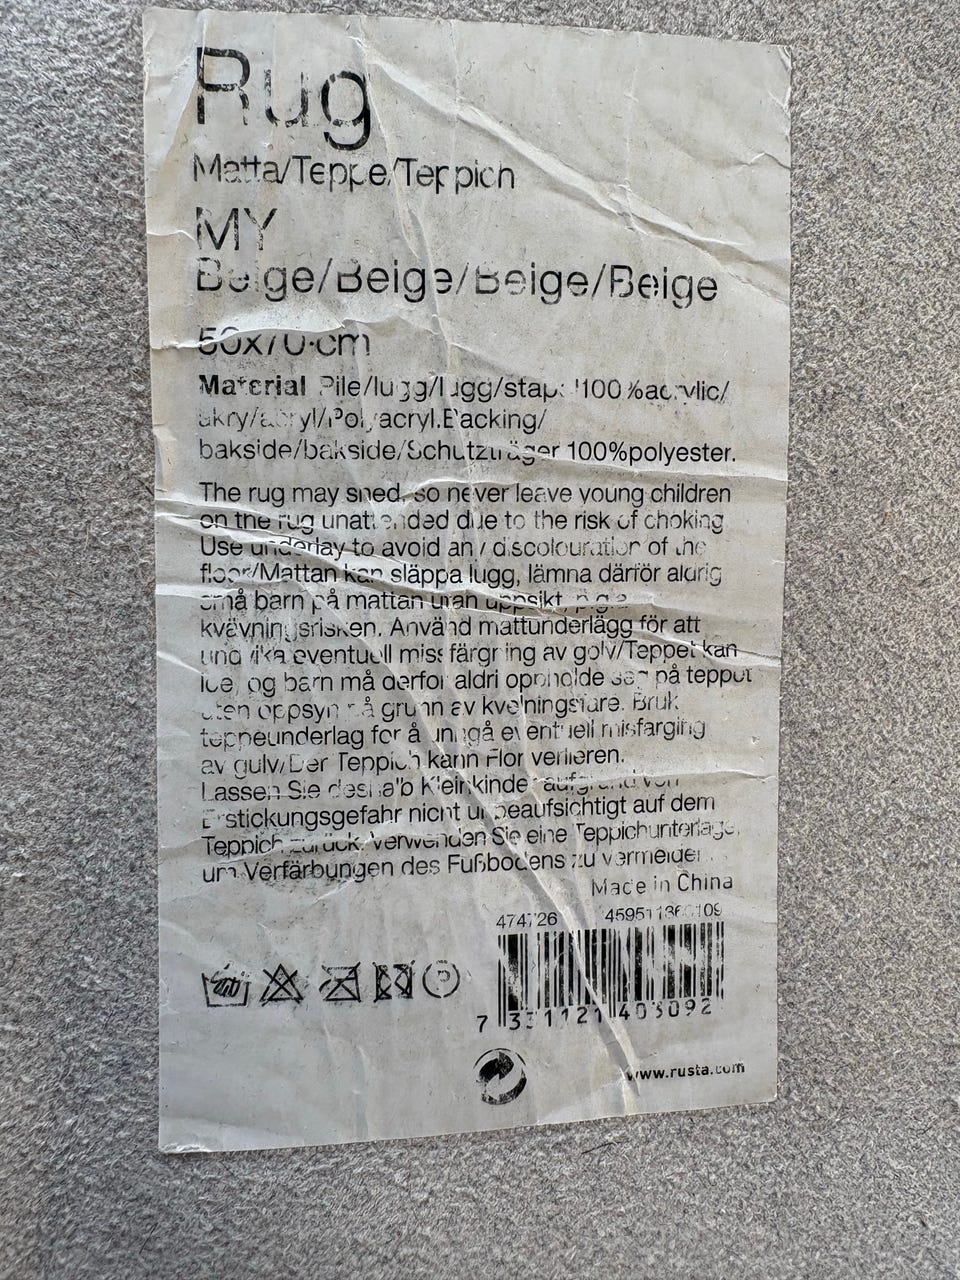 Rug
Matta/Teppe/Teppich
MY
Beige/Beige/Beige/Beige
50x70 cm
Material Pile/lugg/lugg/stapel 100%acrylic/
akryl/akryl/Polyacryl.Backing/
bakside/bakside/Schutzträger 100%polyester.
The rug may shed, so never leave young children
on the rug unattended due to the risk of choking
Use underlay to avoid any discolouration of the
floor/Mattan kan släppa lugg, lämna därför aldrig
små barn på mattan utan uppsikt, p.g.a
kvävningsrisken. Använd mattunderlägg för att
undvika eventuell missfärgning av golv/Teppet kan
loe, og barn må derfor aldri oppholde seg på teppet
uten oppsyn på grunn av kvelningsfare. Bruk
teppeunderlag for å unngå eventuell misfarging
av gulv/Der Teppich kann Flor verlieren.
Lassen Sie deshalb Kleinkinder aufgrund von
Erstickungsgefahr nicht unbeaufsichtigt auf dem
Teppich zurück. Verwenden Sie eine Teppichunterlage,
um Verfärbungen des Fußbodens zu vermeiden.
Made in China
474726
7 331121 403092
www.rusta.com